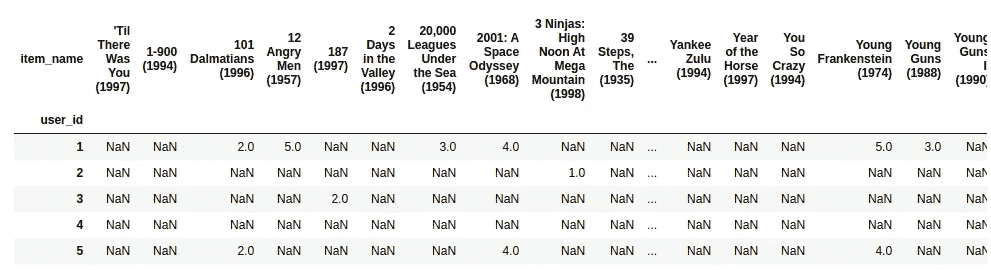 item_name
'Til
There
Was
You
(1997)
1-900
(1994)
101
Dalmatians
(1996)
12
Angry
Men
(1957)
187
(1997)
2
Days
in the
Valley
(1996)
20,000
Leagues
Under
the Sea
(1954)
2001: A
Space
Odyssey
(1968)
3 Ninjas:
High
Noon At
Mega
Mountain
(1998)
39
Steps,
The
(1935)
...
Yankee
Zulu
(1994)
Year
of the
Horse
(1997)
You
So
Crazy
(1994)
Young
Frankenstein
(1974)
Young
Guns
(1988)
Young
Guns
I
(1990
user_id
1 NaN NaN 2.0 5.0 NaN NaN 3.0 4.0 NaN NaN ... NaN NaN NaN 5.0 3.0 NaN
2 NaN NaN NaN NaN NaN NaN NaN NaN 1.0 NaN ... NaN NaN NaN NaN NaN NaN
3 NaN NaN NaN NaN 2.0 NaN NaN NaN NaN NaN ... NaN NaN NaN NaN NaN NaN
4 NaN NaN NaN NaN NaN NaN NaN NaN NaN NaN ... NaN NaN NaN NaN NaN NaN
5 NaN NaN 2.0 NaN NaN NaN NaN 4.0 NaN NaN ... NaN NaN NaN 4.0 NaN NaN